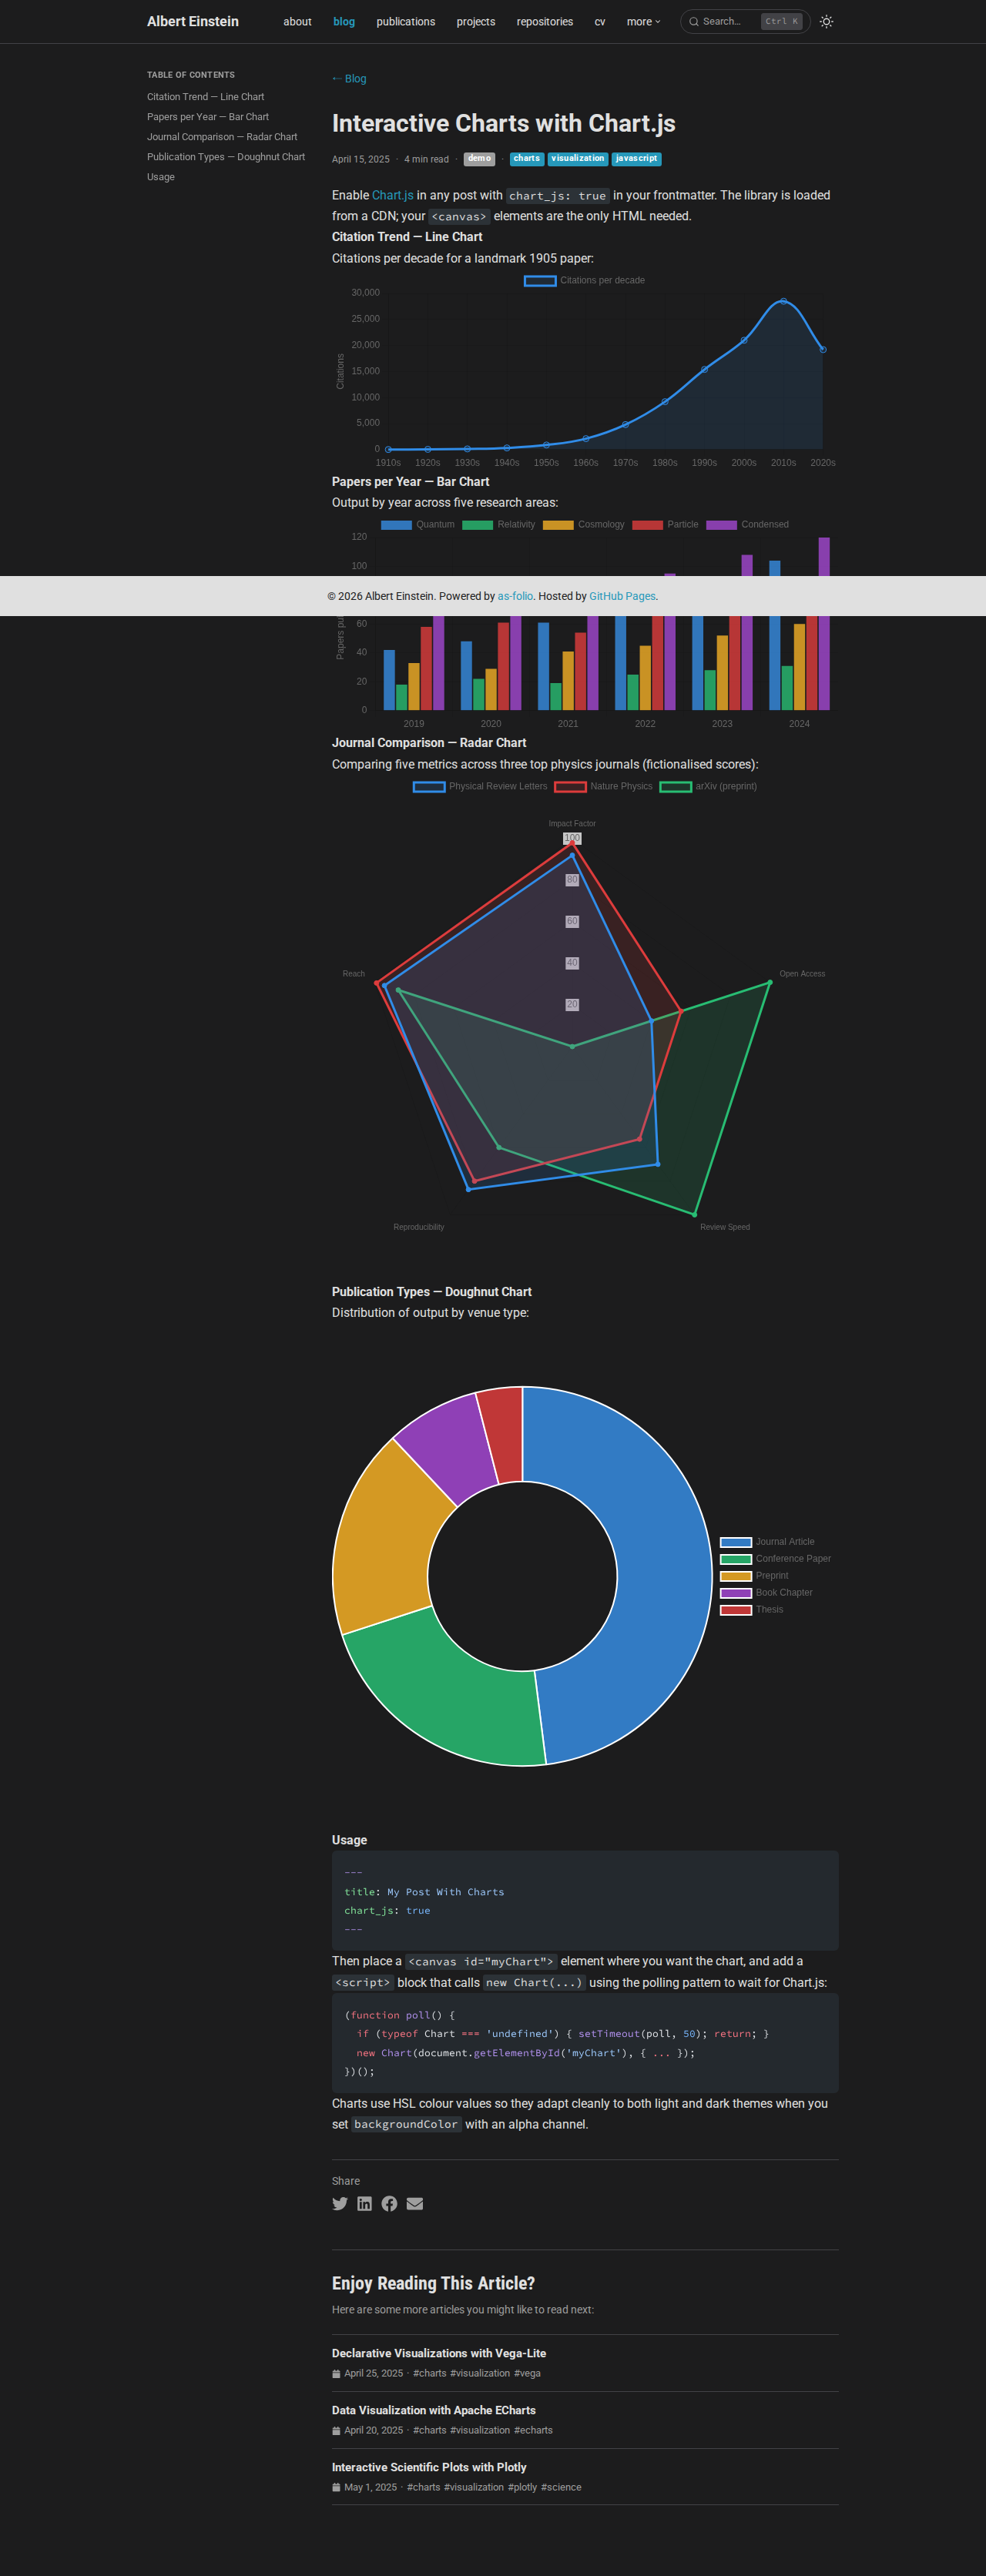 Albert Einstein
about
blog
publications
projects
repositories
cv
more
Search...
Ctrl K
TABLE OF CONTENTS
Citation Trend — Line Chart
Papers per Year — Bar Chart
Journal Comparison — Radar Chart
Publication Types — Doughnut Chart
Usage
← Blog
Interactive Charts with Chart.js
April 15, 2025 · 4 min read · demo · charts visualization javascript
Enable Chart.js in any post with chart_js: true in your frontmatter. The library is loaded
from a CDN; your <canvas> elements are the only HTML needed.
Citation Trend — Line Chart
Citations per decade for a landmark 1905 paper:
Citations per decade
30,000
25,000
20,000
15,000
10,000
5,000
0
Citations
1910s 1920s 1930s 1940s 1950s 1960s 1970s 1980s 1990s 2000s 2010s 2020s
Papers per Year — Bar Chart
Output by year across five research areas:
Quantum Relativity Cosmology Particle Condensed
120
100
© 2026 Albert Einstein. Powered by as-folio. Hosted by GitHub Pages.
Papers pu
60
40
20
0
2019 2020 2021 2022 2023 2024
Journal Comparison — Radar Chart
Comparing five metrics across three top physics journals (fictionalised scores):
Physical Review Letters Nature Physics arXiv (preprint)
Impact Factor
100
80
60
40
20
Reach
Open Access
Reproducibility
Review Speed
Publication Types — Doughnut Chart
Distribution of output by venue type:
Journal Article
Conference Paper
Preprint
Book Chapter
Thesis
Usage
---
title: My Post With Charts
chart_js: true
---
Then place a <canvas id="myChart"> element where you want the chart, and add a
<script> block that calls new Chart(...) using the polling pattern to wait for Chart.js:
(function poll() {
if (typeof Chart === 'undefined') { setTimeout(poll, 50); return; }
new Chart(document.getElementById('myChart'), { ... });
})();
Charts use HSL colour values so they adapt cleanly to both light and dark themes when you
set backgroundColor with an alpha channel.
Share
Enjoy Reading This Article?
Here are some more articles you might like to read next:
Declarative Visualizations with Vega-Lite
April 25, 2025 · #charts #visualization #vega
Data Visualization with Apache ECharts
April 20, 2025 · #charts #visualization #echarts
Interactive Scientific Plots with Plotly
May 1, 2025 · #charts #visualization #plotly #science